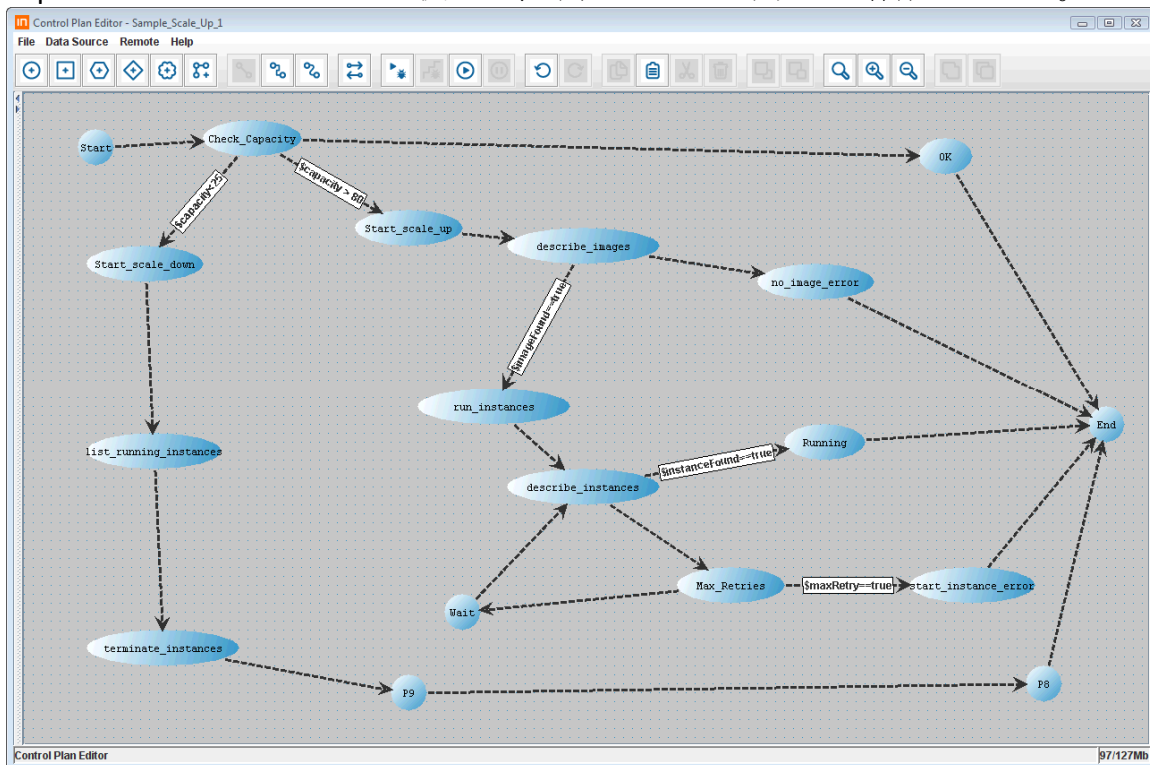 in Control Plan Editor - Sample_Scale_Up_1
File Data Source Remote Help
Start
Check_Capacity
OK
$capacity<25
$capacity > 80
Start_scale_up
describe_images
Start_scale_down
no_image_error
$imageFound==true
run_instances
End
Running
list_running_instances
$instanceFound==true
describe_instances
Max_Retries
$maxRetry==true
start_instance_error
Wait
terminate_instances
P9
P8
Control Plan Editor
97/127Mb